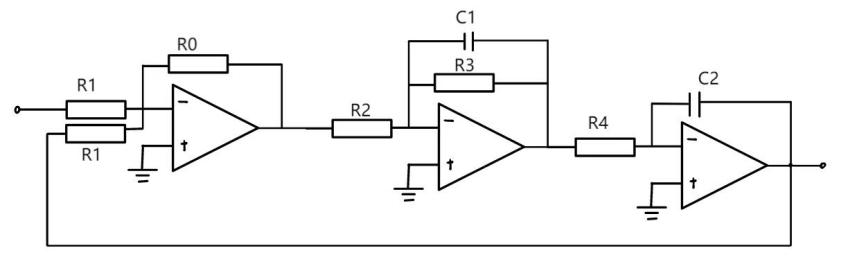 C1
R0
R3
C2
R1
R2
R4
R1
− − −
+ + +